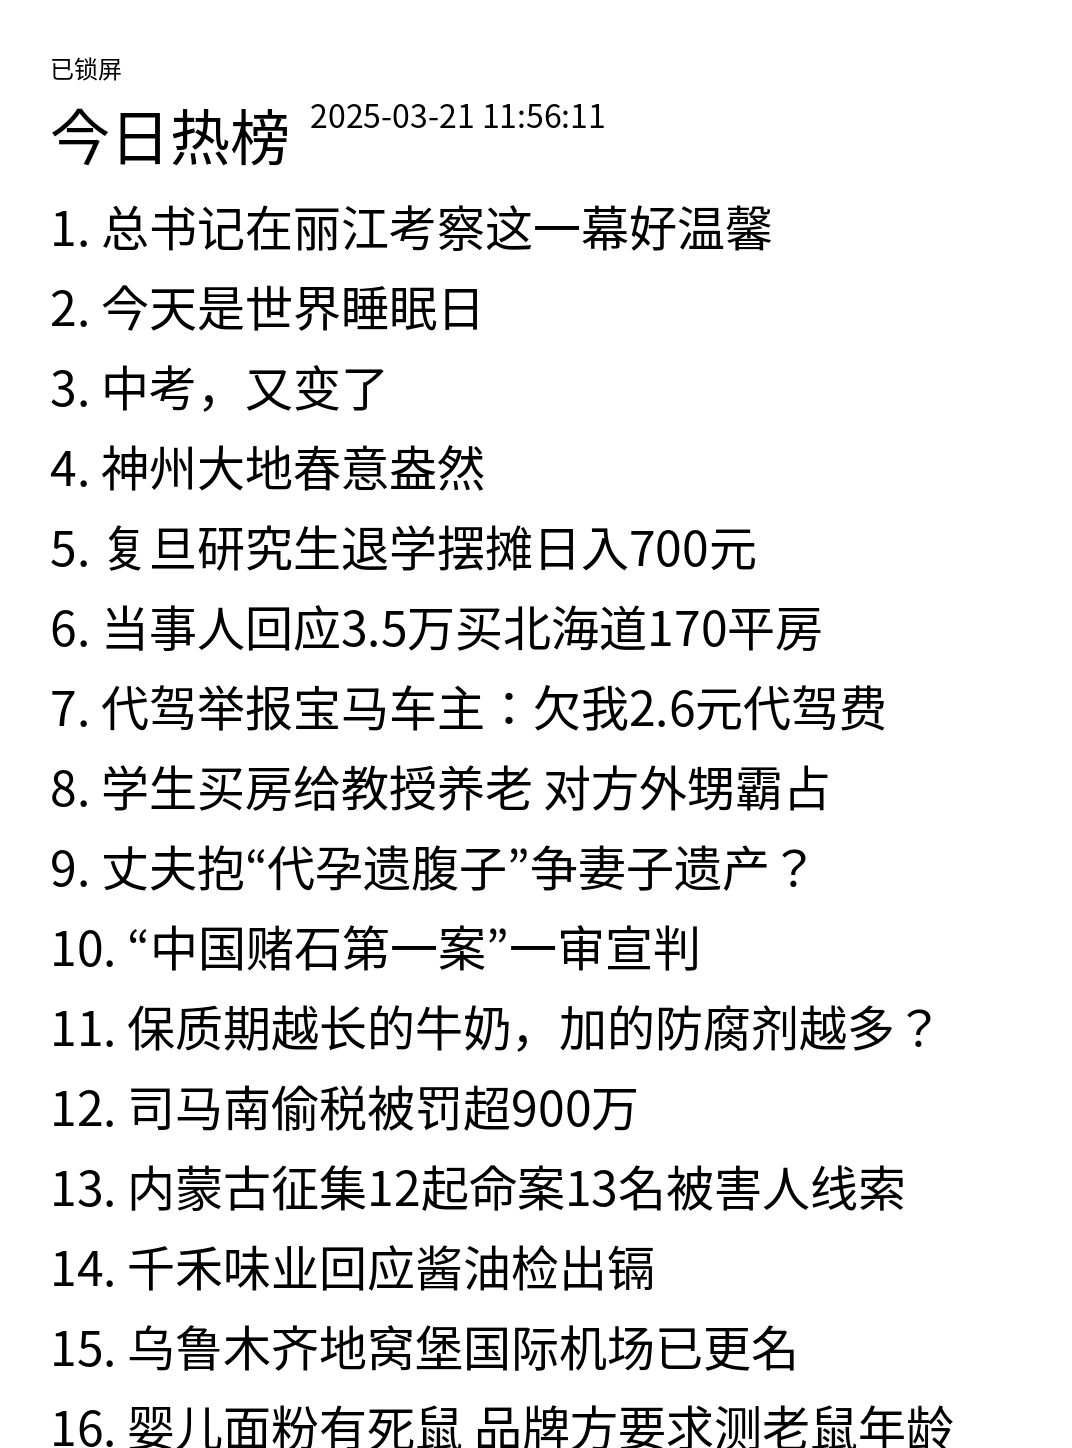 已锁屏
今日热榜 2025-03-21 11:56:11
1. 总书记在丽江考察这一幕好温馨
2. 今天是世界睡眠日
3. 中考，又变了
4. 神州大地春意盎然
5. 复旦研究生退学摆摊日入700元
6. 当事人回应3.5万买北海道170平房
7. 代驾举报宝马车主：欠我2.6元代驾费
8. 学生买房给教授养老 对方外甥霸占
9. 丈夫抱“代孕遗腹子”争妻子遗产？
10. “中国赌石第一案”一审宣判
11. 保质期越长的牛奶，加的防腐剂越多？
12. 司马南偷税被罚超900万
13. 内蒙古征集12起命案13名被害人线索
14. 千禾味业回应酱油检出镉
15. 乌鲁木齐地窝堡国际机场已更名
16. 婴儿面粉有死鼠 品牌方要求测老鼠年龄